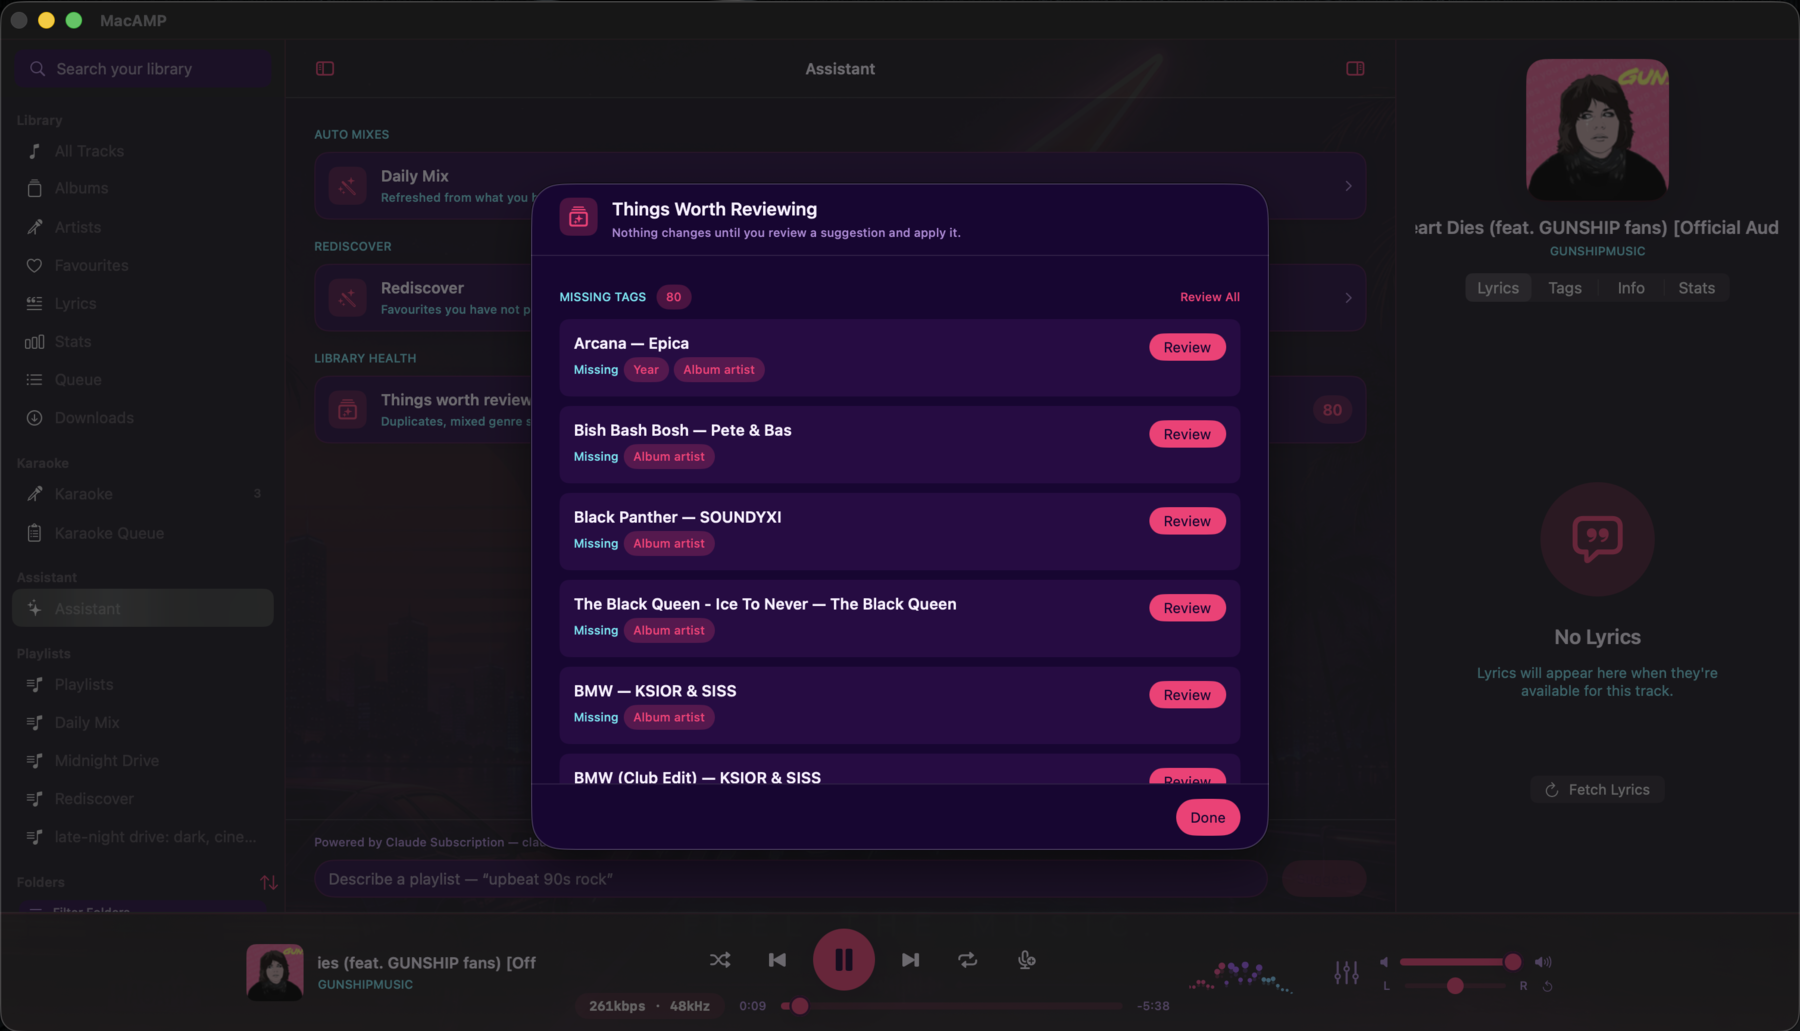 MacAMP
Search your library
Library
All Tracks
Albums
Artists
Favourites
Lyrics
Stats
Queue
Downloads
Karaoke
Karaoke 3
Karaoke Queue
Assistant
Assistant
Playlists
Playlists
Daily Mix
Midnight Drive
Rediscover
late-night drive: dark, cine...
Folders
Filter Folders
Assistant
AUTO MIXES
Daily Mix
Refreshed from what you
REDISCOVER
Rediscover
Favourites you have not
LIBRARY HEALTH
Things worth review
Duplicates, mixed genre
80
Things Worth Reviewing
Nothing changes until you review a suggestion and apply it.
MISSING TAGS 80 Review All
Arcana — Epica
Missing Year Album artist
Review
Bish Bash Bosh — Pete & Bas
Missing Album artist
Review
Black Panther — SOUNDYXI
Missing Album artist
Review
The Black Queen - Ice To Never — The Black Queen
Missing Album artist
Review
BMW — KSIOR & SISS
Missing Album artist
Review
BMW (Club Edit) — KSIOR & SISS
Review
Done
Powered by Claude Subscription —
Describe a playlist — “upbeat 90s rock”
GUN
art Dies (feat. GUNSHIP fans) [Official Aud
GUNSHIPMUSIC
Lyrics Tags Info Stats
No Lyrics
Lyrics will appear here when they're
available for this track.
Fetch Lyrics
ies (feat. GUNSHIP fans) [Off
GUNSHIPMUSIC
261kbps · 48kHz
0:09
-5:38
L R